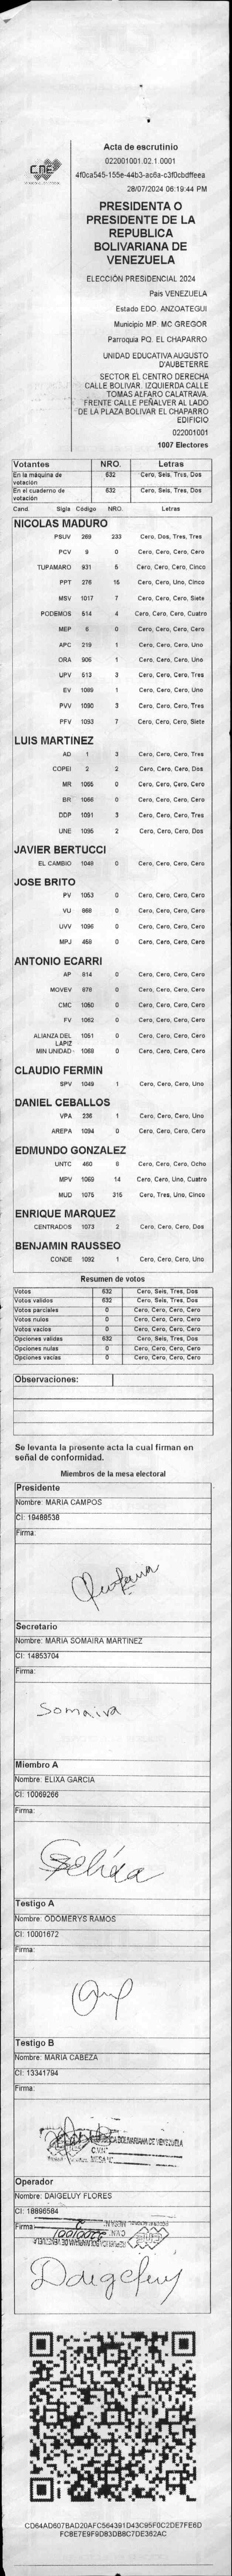 CNE
Acta de escrutinio
022001001.02.1.0001
4f0ca545-155e-44b3-ac6a-c3f0cbdffeea
28/07/2024 06:19:44 PM
PRESIDENTA O
PRESIDENTE DE LA
REPUBLICA
BOLIVARIANA DE
VENEZUELA
ELECCIÓN PRESIDENCIAL 2024
Pais VENEZUELA
Estado EDO. ANZOATEGUI
Municipio MP. MC GREGOR
Parroquia PQ. EL CHAPARRO
UNIDAD EDUCATIVA AUGUSTO
D'AUBETERRE
SECTOR EL CENTRO DERECHA
CALLE BOLIVAR. IZQUIERDA CALLE
TOMAS ALFARO CALATRAVA.
FRENTE CALLE PEÑALVER AL LADO
DE LA PLAZA BOLIVAR EL CHAPARRO
EDIFICIO
022001001
1007 Electores
Votantes NRO. Letras
En la máquina de votación 632 Cero, Seis, Tres, Dos
En el cuaderno de votación 632 Cero, Seis, Tres, Dos
Cand. Sigla Código NRO. Letras
NICOLAS MADURO
PSUV 269 233 Cero, Dos, Tres, Tres
PCV 9 0 Cero, Cero, Cero, Cero
TUPAMARO 931 5 Cero, Cero, Cero, Cinco
PPT 276 15 Cero, Cero, Uno, Cinco
MSV 1017 7 Cero, Cero, Cero, Siete
PODEMOS 514 4 Cero, Cero, Cero, Cuatro
MEP 6 0 Cero, Cero, Cero, Cero
APC 219 1 Cero, Cero, Cero, Uno
ORA 906 1 Cero, Cero, Cero, Uno
UPV 513 3 Cero, Cero, Cero, Tres
EV 1089 1 Cero, Cero, Cero, Uno
PVV 1090 3 Cero, Cero, Cero, Tres
PFV 1093 7 Cero, Cero, Cero, Siete
LUIS MARTINEZ
AD 1 3 Cero, Cero, Cero, Tres
COPEI 2 2 Cero, Cero, Cero, Dos
MR 1055 0 Cero, Cero, Cero, Cero
BR 1056 0 Cero, Cero, Cero, Cero
DDP 1091 3 Cero, Cero, Cero, Tres
UNE 1095 2 Cero, Cero, Cero, Dos
JAVIER BERTUCCI
EL CAMBIO 1048 0 Cero, Cero, Cero, Cero
JOSE BRITO
PV 1053 0 Cero, Cero, Cero, Cero
VU 868 0 Cero, Cero, Cero, Cero
UVV 1096 0 Cero, Cero, Cero, Cero
MPJ 458 0 Cero, Cero, Cero, Cero
ANTONIO ECARRI
AP 814 0 Cero, Cero, Cero, Cero
MOVEV 878 0 Cero, Cero, Cero, Cero
CMC 1050 0 Cero, Cero, Cero, Cero
FV 1062 0 Cero, Cero, Cero, Cero
ALIANZA DEL LAPIZ 1051 0 Cero, Cero, Cero, Cero
MIN UNIDAD 1068 0 Cero, Cero, Cero, Cero
CLAUDIO FERMIN
SPV 1049 1 Cero, Cero, Cero, Uno
DANIEL CEBALLOS
VPA 236 1 Cero, Cero, Cero, Uno
AREPA 1094 0 Cero, Cero, Cero, Cero
EDMUNDO GONZALEZ
UNTC 460 8 Cero, Cero, Cero, Ocho
MPV 1069 14 Cero, Cero, Uno, Cuatro
MUD 1075 315 Cero, Tres, Uno, Cinco
ENRIQUE MARQUEZ
CENTRADOS 1073 2 Cero, Cero, Cero, Dos
BENJAMIN RAUSSEO
CONDE 1092 1 Cero, Cero, Cero, Uno
Resumen de votos
Votos 632 Cero, Seis, Tres, Dos
Votos validos 632 Cero, Seis, Tres, Dos
Votos parciales 0 Cero, Cero, Cero, Cero
Votos nulos 0 Cero, Cero, Cero, Cero
Votos vacios 0 Cero, Cero, Cero, Cero
Opciones validas 632 Cero, Seis, Tres, Dos
Opciones nulas 0 Cero, Cero, Cero, Cero
Opciones vacias 0 Cero, Cero, Cero, Cero
Observaciones:
Se levanta la presente acta la cual firman en
señal de conformidad.
Miembros de la mesa electoral
Presidente
Nombre: MARIA CAMPOS
CI: 19488538
Firma:
Secretario
Nombre: MARIA SOMAIRA MARTINEZ
CI: 14853704
Firma:
Somaira
Miembro A
Nombre: ELIXA GARCIA
CI: 10069266
Firma:
Testigo A
Nombre: ODOMERYS RAMOS
CI: 10001672
Firma:
Testigo B
Nombre: MARIA CABEZA
CI: 13341794
Firma:
BOLIVARIANA DE VENEZUELA
Operador
Nombre: DAIGELUY FLORES
CI: 18896584
Firma:
Daigeluy
CD64AD607BAD20AFC564391D43C95F0C2DE7FE6D
FC8E7E9F9D83DB8C7DE362AC